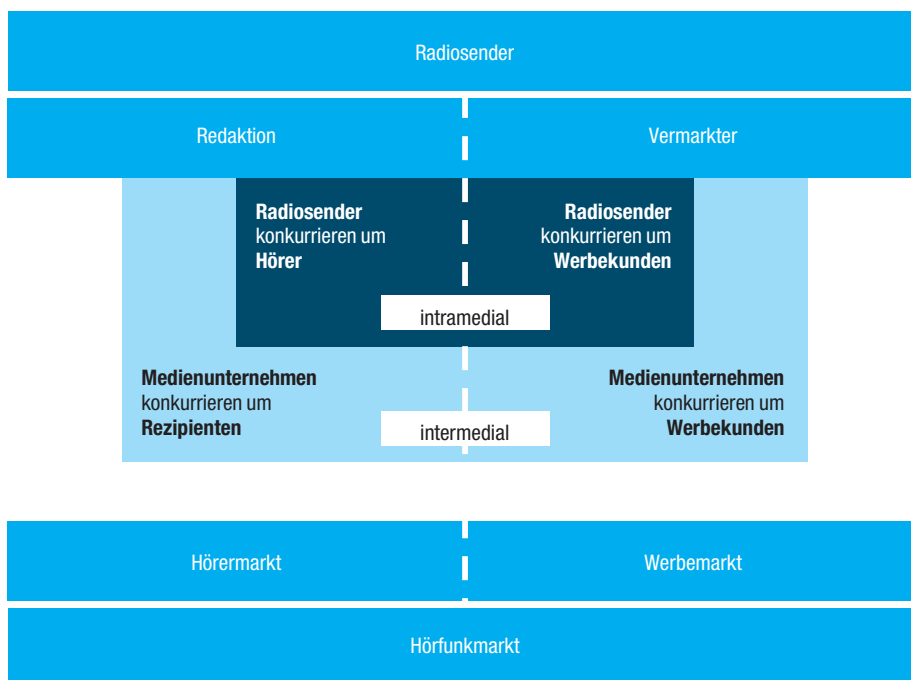 Radiosender
Redaktion
Vermarkter
Radiosender
konkurrieren um
Hörer
Radiosender
konkurrieren um
Werbekunden
intramedial
Medienunternehmen
konkurrieren um
Rezipienten
Medienunternehmen
konkurrieren um
Werbekunden
intermedial
Hörermarkt
Werbemarkt
Hörfunkmarkt